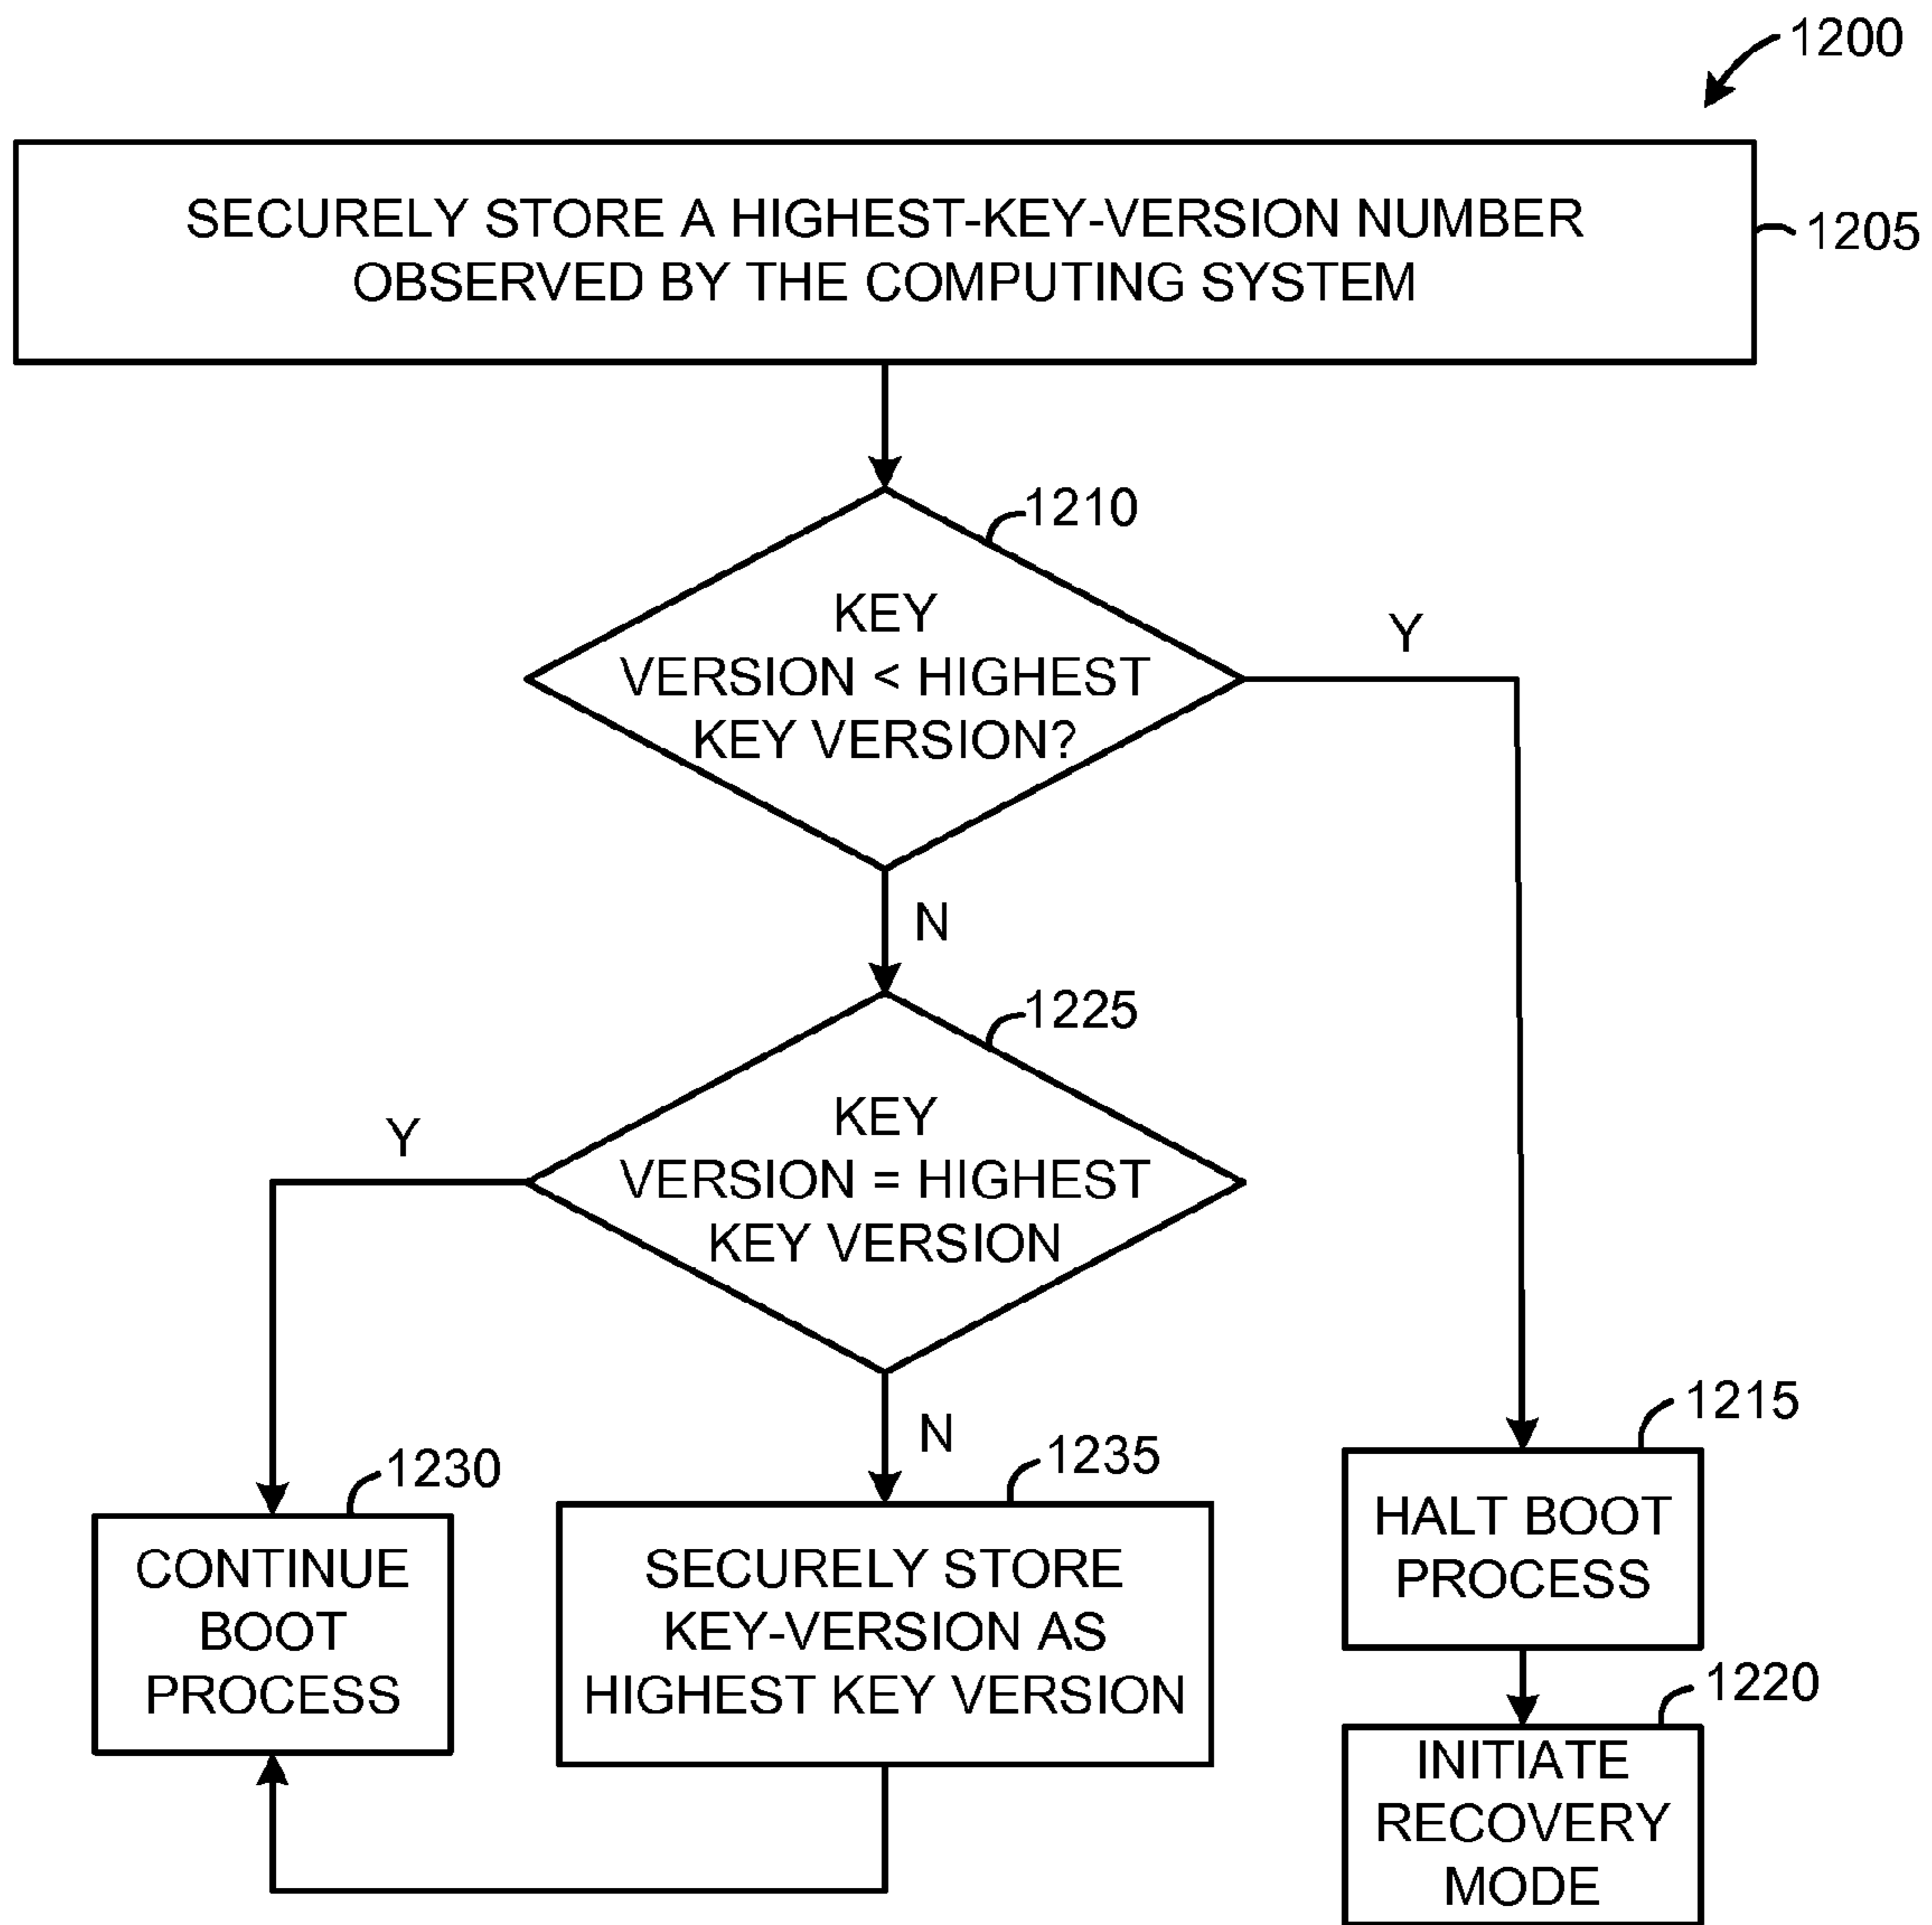 1200
SECURELY STORE A HIGHEST-KEY-VERSION NUMBER
OBSERVED BY THE COMPUTING SYSTEM
1205
1210
KEY
VERSION < HIGHEST
KEY VERSION?
Y
N
1225
KEY
VERSION = HIGHEST
KEY VERSION
Y
N
1230
CONTINUE
BOOT
PROCESS
1235
SECURELY STORE
KEY-VERSION AS
HIGHEST KEY VERSION
1215
HALT BOOT
PROCESS
1220
INITIATE
RECOVERY
MODE